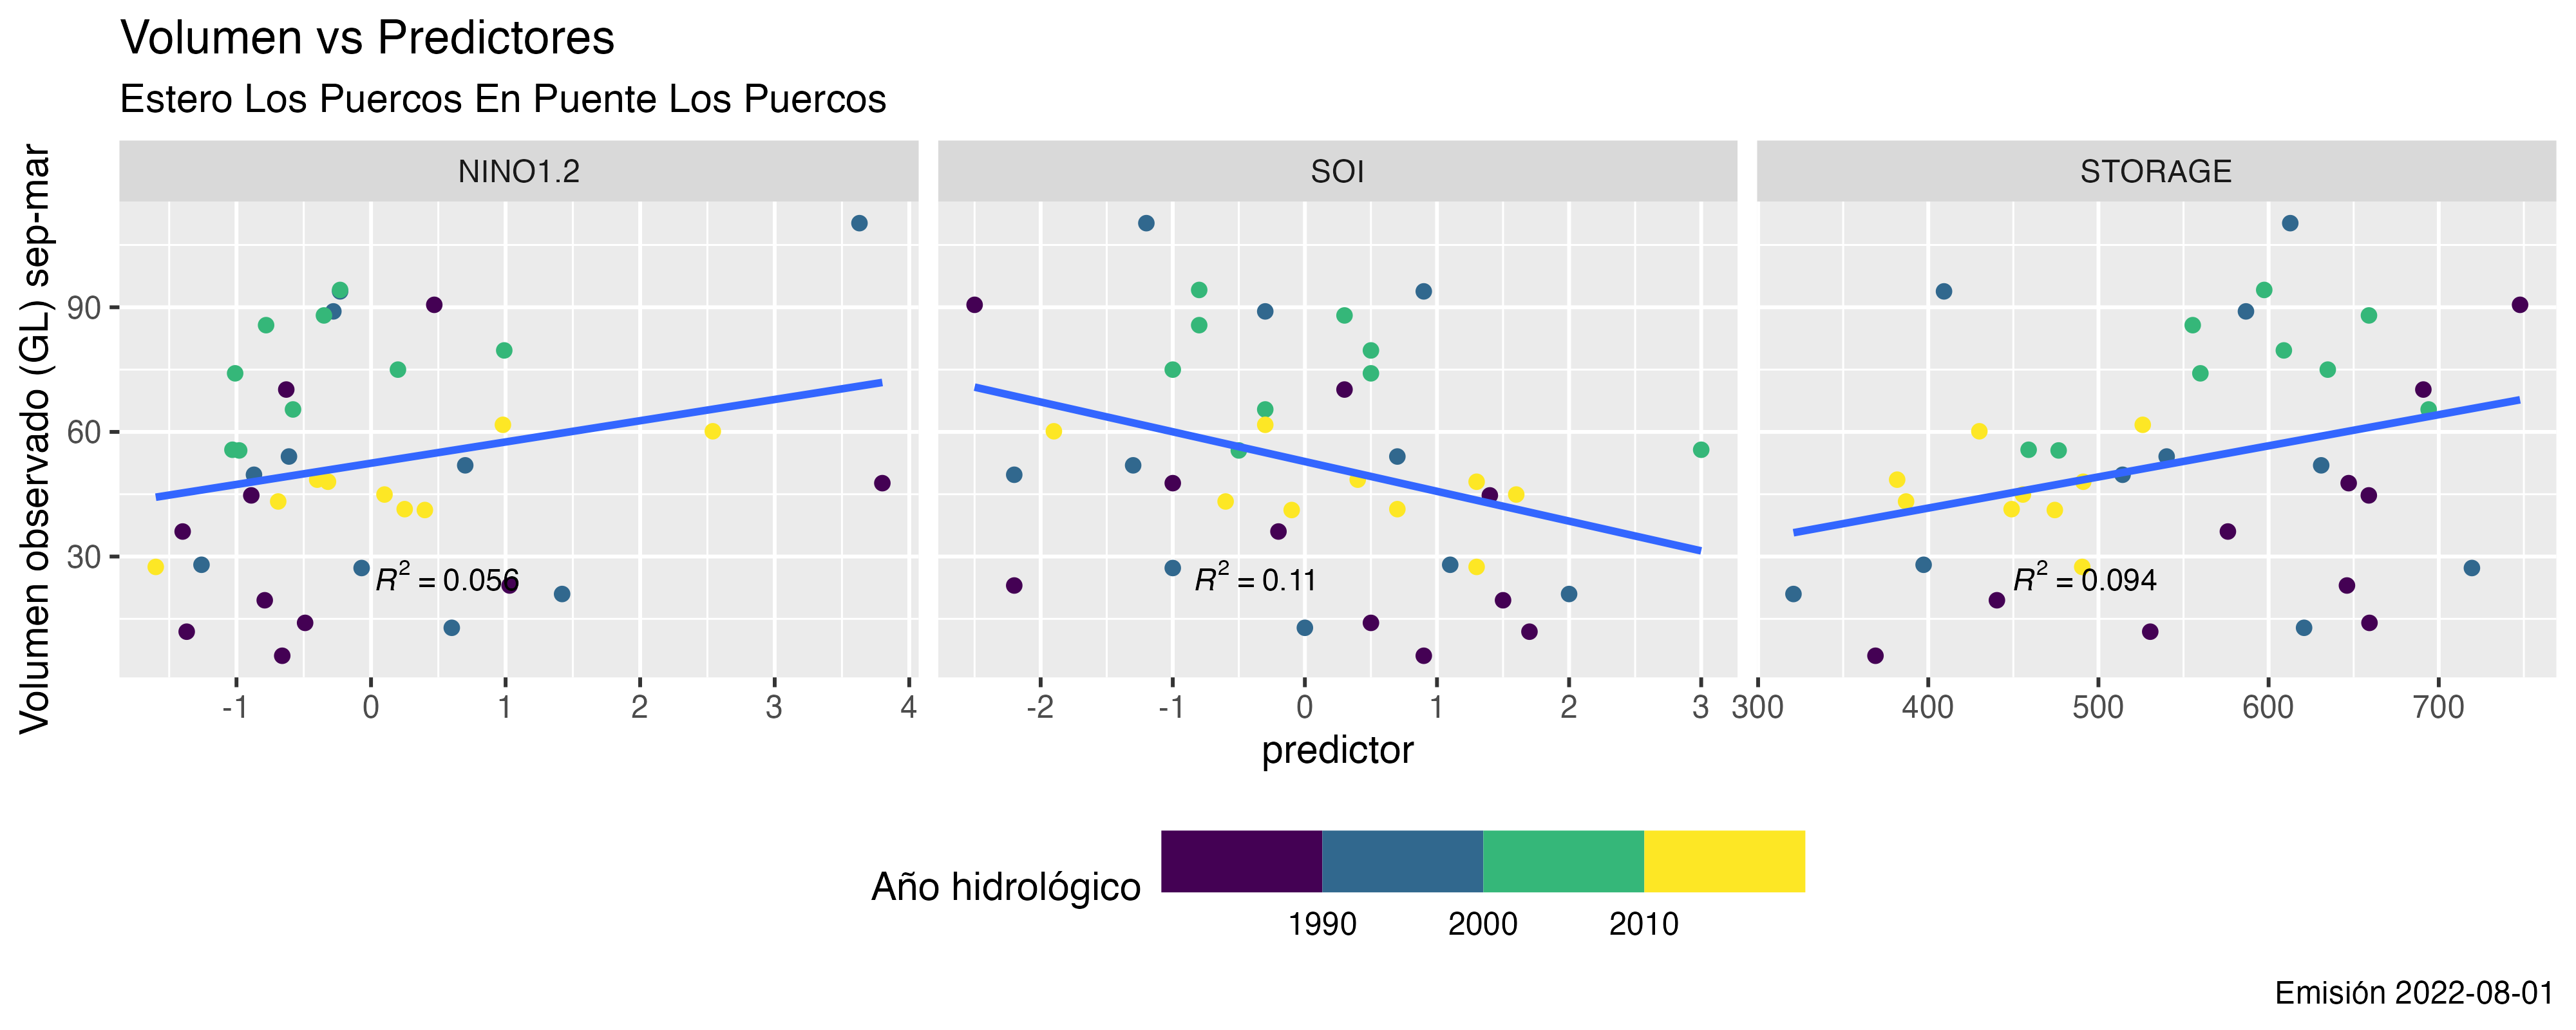 Volumen vs Predictores
Estero Los Puercos En Puente Los Puercos
NINO1.2 SOI STORAGE
Volumen observado (GL) sep-mar
90
60
30
R² = 0.056 R² = 0.11 R² = 0.094
-1 0 1 2 3 4 -2 -1 0 1 2 3 300 400 500 600 700
predictor
Año hidrológico
1990 2000 2010
Emisión 2022-08-01